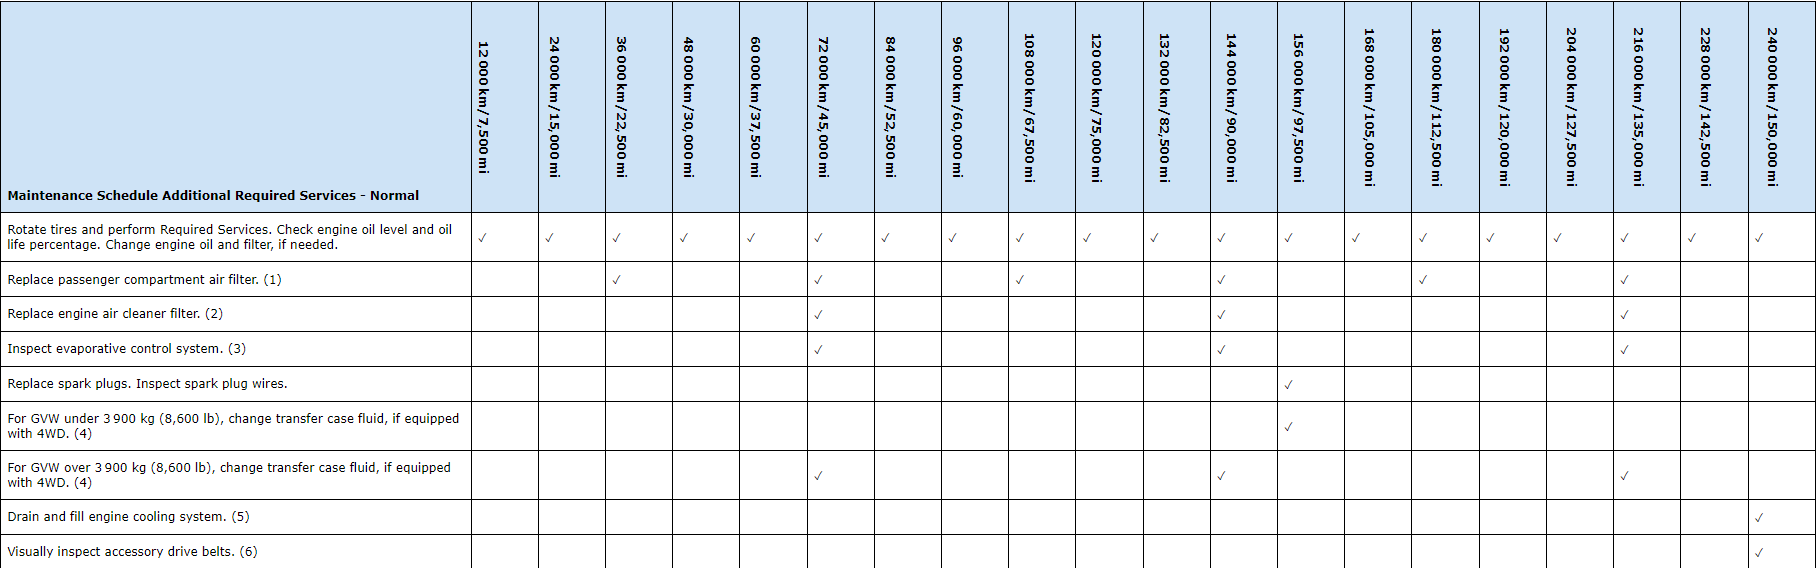 12 000 km/7,500 mi
24 000 km/15,000 mi
36 000 km/22,500 mi
48 000 km/30,000 mi
60 000 km/37,500 mi
72 000 km/45,000 mi
84 000 km/52,500 mi
96 000 km/60,000 mi
108 000 km/67,500 mi
120 000 km/75,000 mi
132 000 km/82,500 mi
144 000 km/90,000 mi
156 000 km/97,500 mi
168 000 km/105,000 mi
180 000 km/112,500 mi
192 000 km/120,000 mi
204 000 km/127,500 mi
216 000 km/135,000 mi
228 000 km/142,500 mi
240 000 km/150,000 mi
Maintenance Schedule Additional Required Services - Normal
Rotate tires and perform Required Services. Check engine oil level and oil
life percentage. Change engine oil and filter, if needed.
✓ ✓ ✓ ✓ ✓ ✓ ✓ ✓ ✓ ✓ ✓ ✓ ✓ ✓ ✓ ✓ ✓ ✓ ✓ ✓
Replace passenger compartment air filter. (1) ✓ ✓ ✓ ✓ ✓ ✓
Replace engine air cleaner filter. (2) ✓ ✓ ✓
Inspect evaporative control system. (3) ✓ ✓ ✓
Replace spark plugs. Inspect spark plug wires. ✓
For GVW under 3 900 kg (8,600 lb), change transfer case fluid, if equipped
with 4WD. (4) ✓
For GVW over 3 900 kg (8,600 lb), change transfer case fluid, if equipped
with 4WD. (4) ✓ ✓ ✓
Drain and fill engine cooling system. (5) ✓
Visually inspect accessory drive belts. (6) ✓